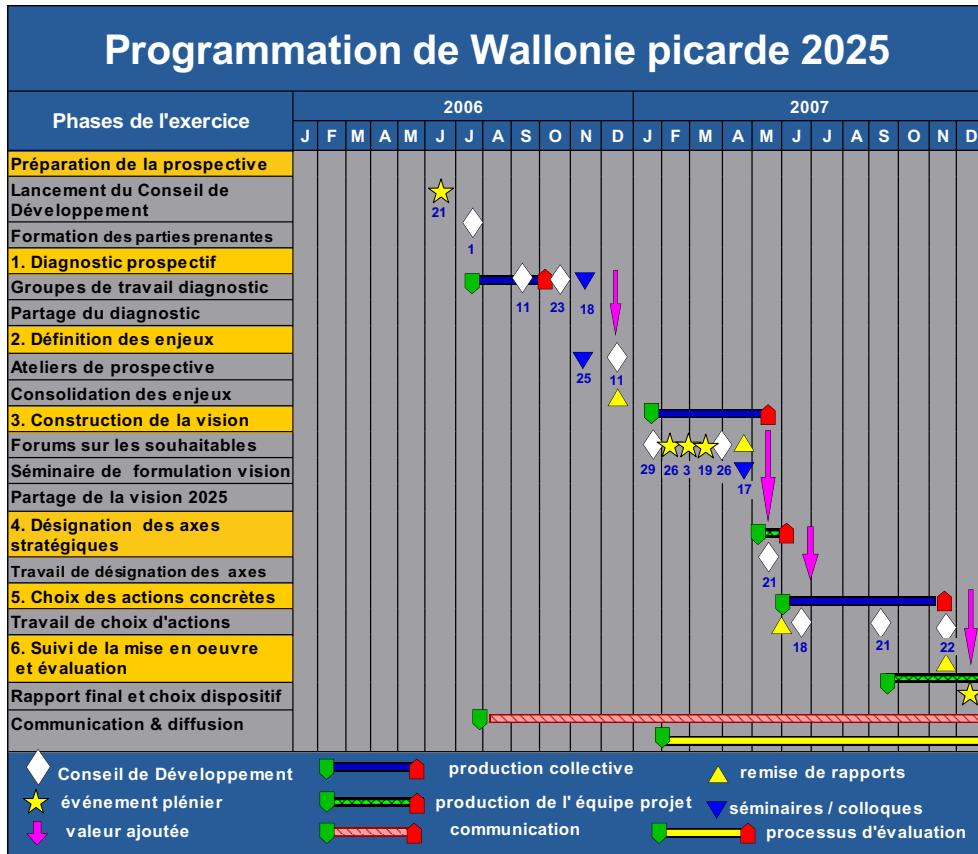 Programmation de Wallonie picarde 2025
Phases de l'exercice
2006
2007
J F M A M J J A S O N D J F M A M J J A S O N D
Préparation de la prospective
Lancement du Conseil de
Développement
21
Formation des parties prenantes
1
1. Diagnostic prospectif
Groupes de travail diagnostic
11 23 18
Partage du diagnostic
2. Définition des enjeux
Ateliers de prospective
25 11
Consolidation des enjeux
3. Construction de la vision
Forums sur les souhaitables
29 26 3 19 26
Séminaire de formulation vision
17
Partage de la vision 2025
4. Désignation des axes
stratégiques
Travail de désignation des axes
21
5. Choix des actions concrètes
Travail de choix d'actions
18 21 22
6. Suivi de la mise en oeuvre
et évaluation
Rapport final et choix dispositif
Communication & diffusion
Conseil de Développement
production collective
remise de rapports
événement plénier
production de l' équipe projet
séminaires / colloques
valeur ajoutée
communication
processus d'évaluation